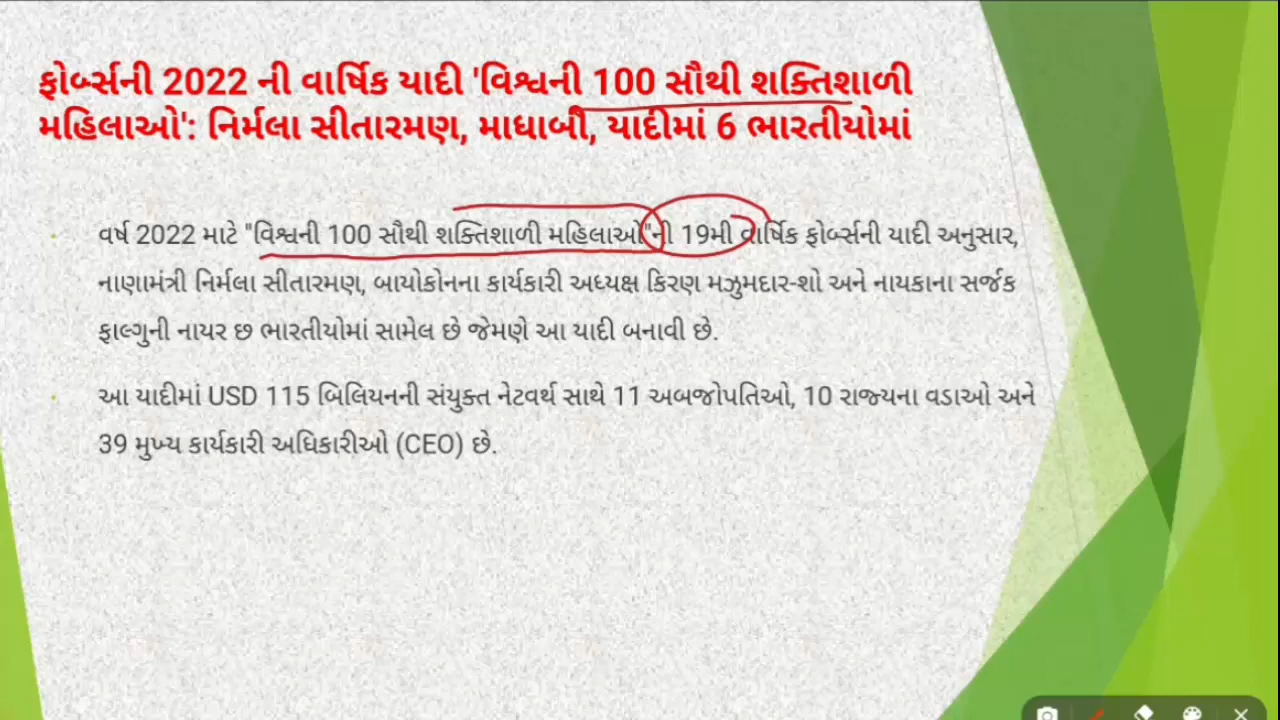 ફોર્બ્સની 2022 ની વાર્ષિક યાદી 'વિશ્વની 100 સૌથી શક્તિશાળી
મહિલાઓ': નિર્મલા સીતારમણ, માધાબી, યાદીમાં 6 ભારતીયોમાં
વર્ષ 2022 માટે "વિશ્વની 100 સૌથી શક્તિશાળી મહિલાઓ"ની 19મી વાર્ષિક ફોર્બ્સની યાદી અનુસાર,
નાણામંત્રી નિર્મલા સીતારમણ, બાયોકોનના કાર્યકારી અધ્યક્ષ કિરણ મઝુમદાર-શો અને નાયકાના સર્જક
ફાલ્ગુની નાયર છ ભારતીયોમાં સામેલ છે જેમણે આ યાદી બનાવી છે.
આ યાદીમાં USD 115 બિલિયનની સંયુક્ત નેટવર્થ સાથે 11 અબજોપતિઓ, 10 રાજ્યના વડાઓ અને
39 મુખ્ય કાર્યકારી અધિકારીઓ (CEO) છે.